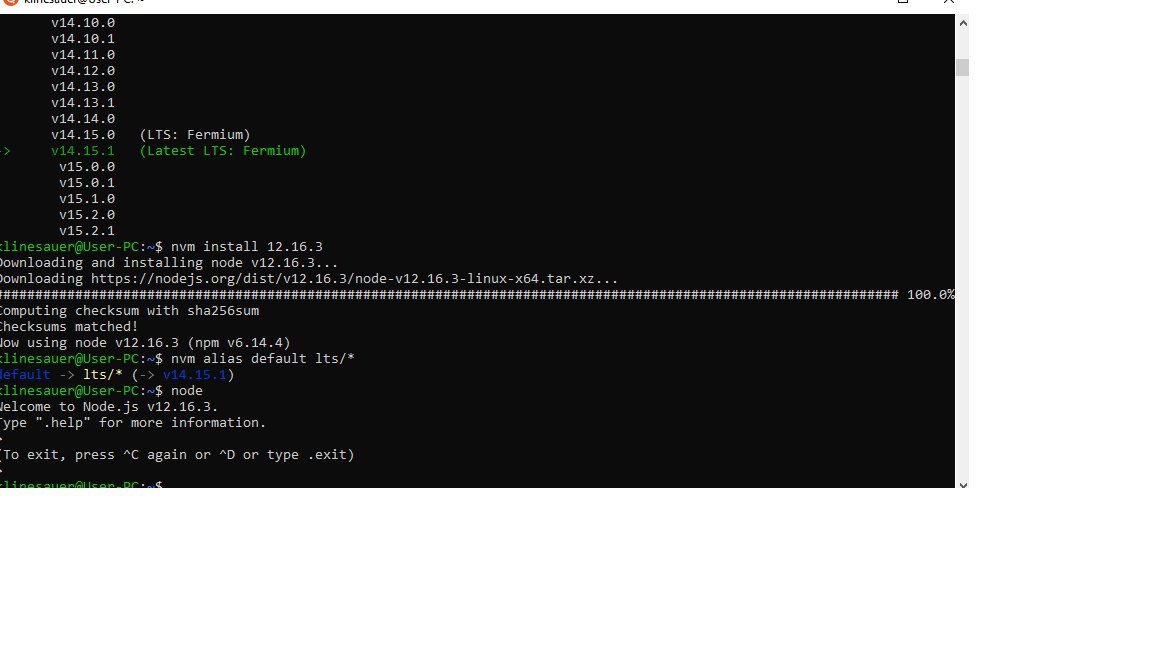 klinesauer@User-PC: ~
v14.10.0
v14.10.1
v14.11.0
v14.12.0
v14.13.0
v14.13.1
v14.14.0
v14.15.0 (LTS: Fermium)
-> v14.15.1 (Latest LTS: Fermium)
v15.0.0
v15.0.1
v15.1.0
v15.2.0
v15.2.1
klinesauer@User-PC:~$ nvm install 12.16.3
Downloading and installing node v12.16.3...
Downloading https://nodejs.org/dist/v12.16.3/node-v12.16.3-linux-x64.tar.xz...
################################################################################################################# 100.0%
Computing checksum with sha256sum
Checksums matched!
Now using node v12.16.3 (npm v6.14.4)
klinesauer@User-PC:~$ nvm alias default lts/*
default -> lts/* (-> v14.15.1)
klinesauer@User-PC:~$ node
Welcome to Node.js v12.16.3.
Type ".help" for more information.
>
(To exit, press ^C again or ^D or type .exit)
>
klinesauer@User-PC:~$